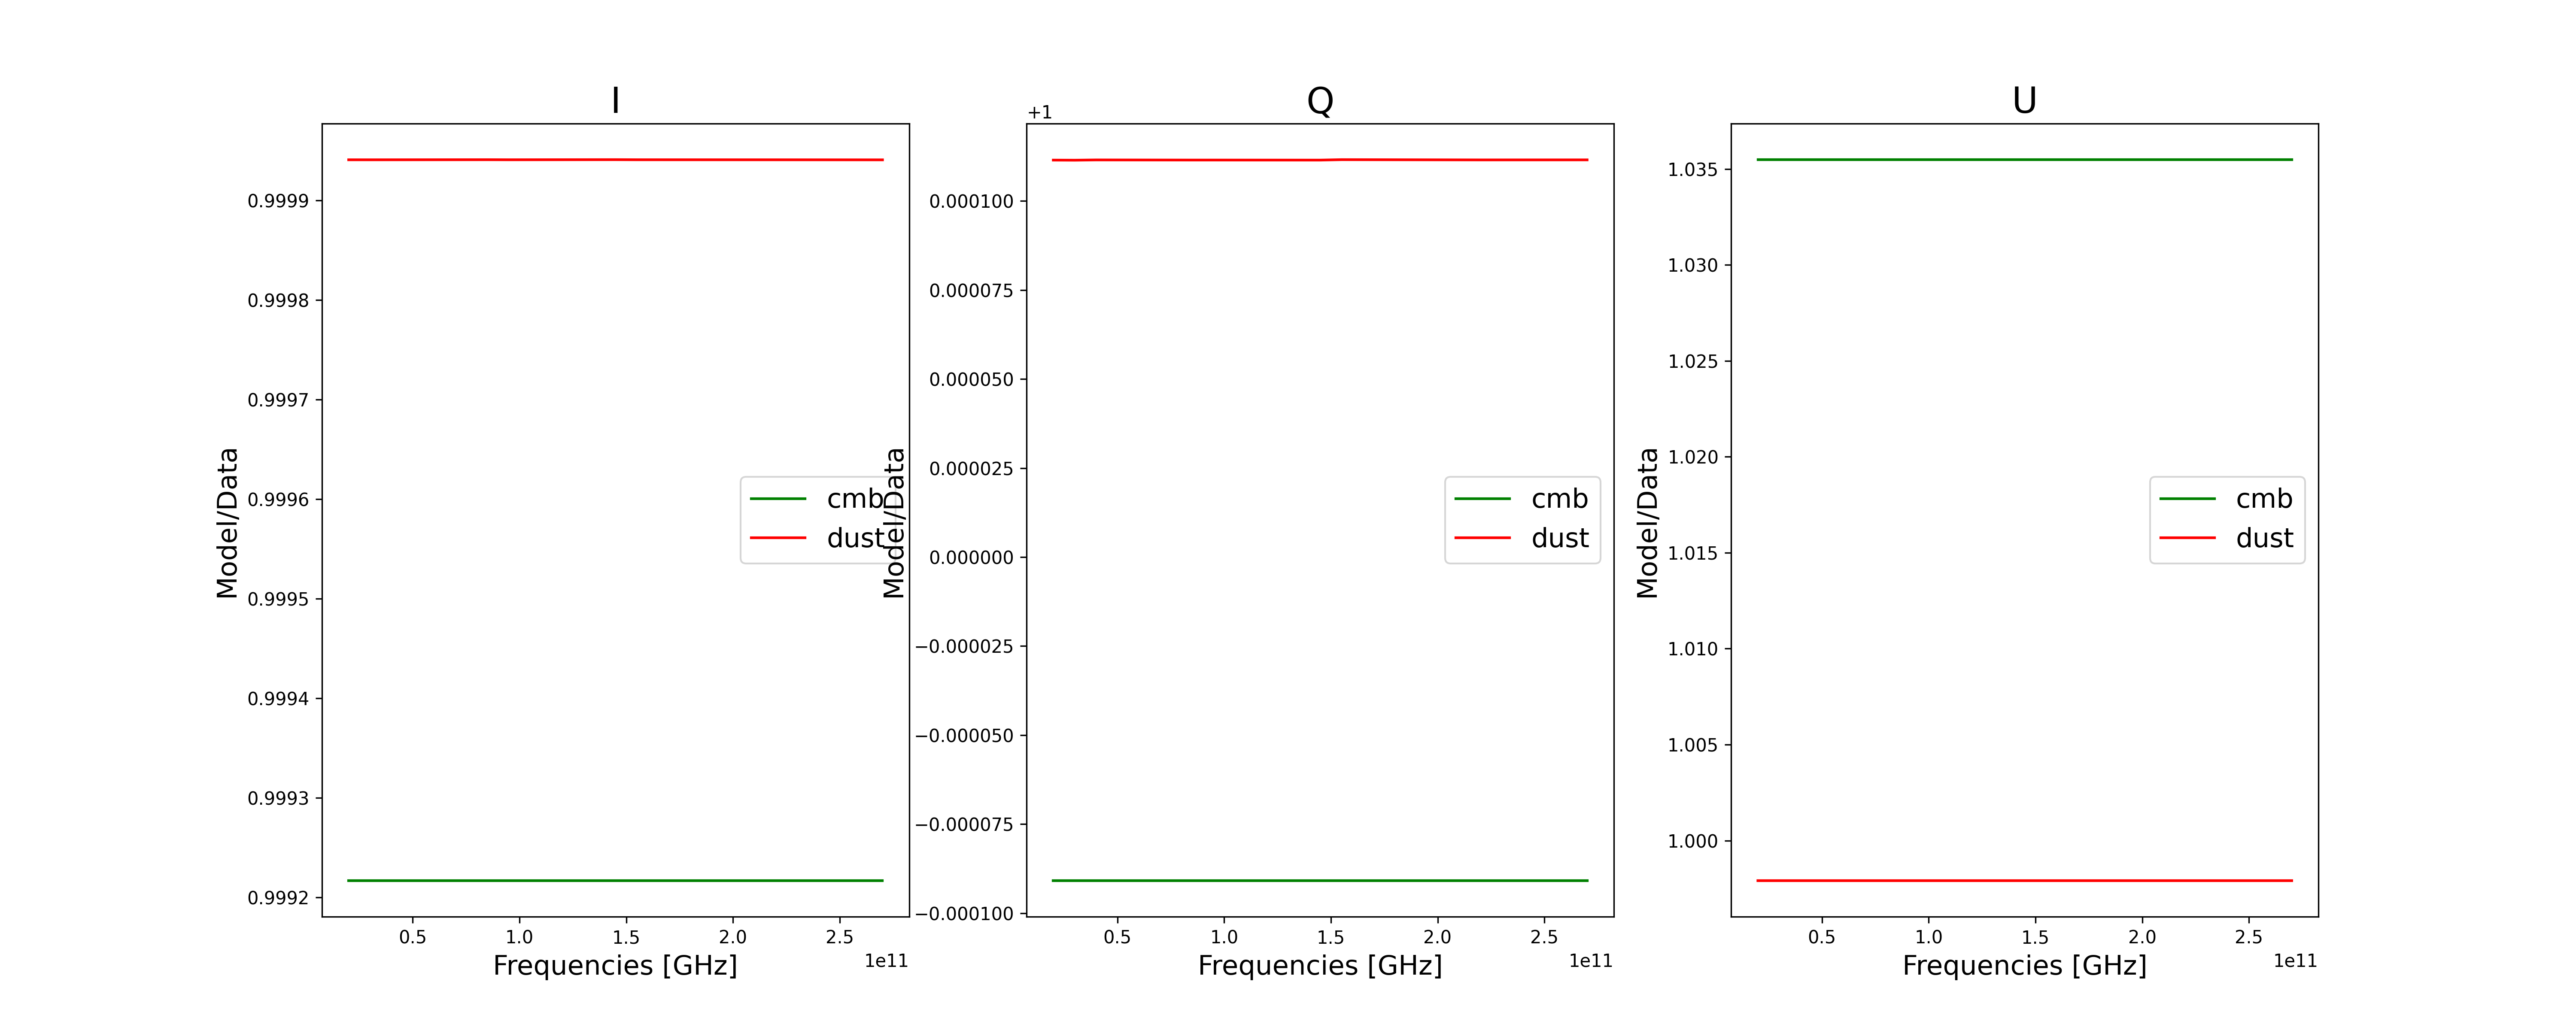 I
0.9999
0.9998
0.9997
0.9996
0.9995
0.9994
0.9993
0.9992
Model/Data
cmb
dust
0.5 1.0 1.5 2.0 2.5
Frequencies [GHz]
1e11
Q
+1
0.000100
0.000075
0.000050
0.000025
0.000000
−0.000025
−0.000050
−0.000075
−0.000100
Model/Data
cmb
dust
0.5 1.0 1.5 2.0 2.5
Frequencies [GHz]
1e11
U
1.035
1.030
1.025
1.020
1.015
1.010
1.005
1.000
Model/Data
cmb
dust
0.5 1.0 1.5 2.0 2.5
Frequencies [GHz]
1e11